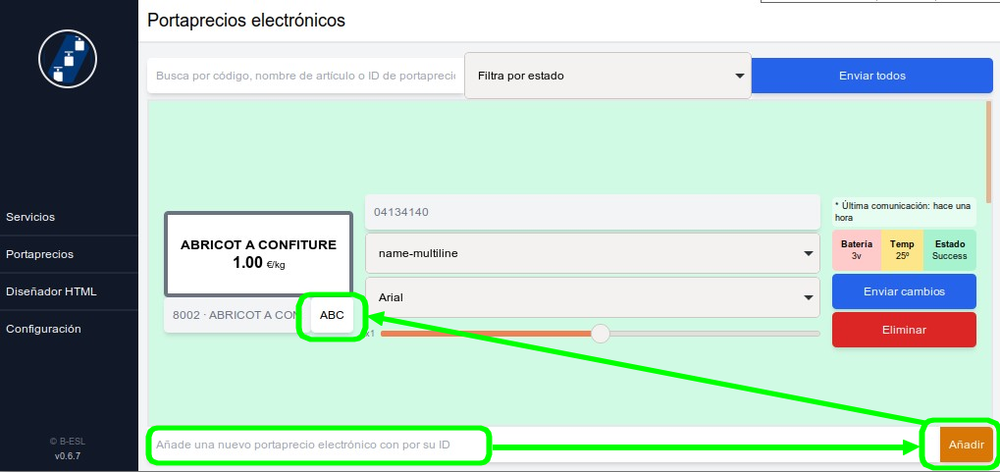 Portaprecios electrónicos
Busca por código, nombre de artículo o ID de portapreci
Filtra por estado
Enviar todos
Servicios
Portaprecios
Diseñador HTML
Configuración
© B-ESL
v0.6.7
ABRICOT A CONFITURE
1.00 €/kg
8002 · ABRICOT A CON
ABC
04134140
name-multiline
Arial
x1
* Última comunicación: hace una
hora
Batería Temp Estado
3v 25º Success
Enviar cambios
Eliminar
Añade una nuevo portaprecio electrónico con por su ID
Añadir